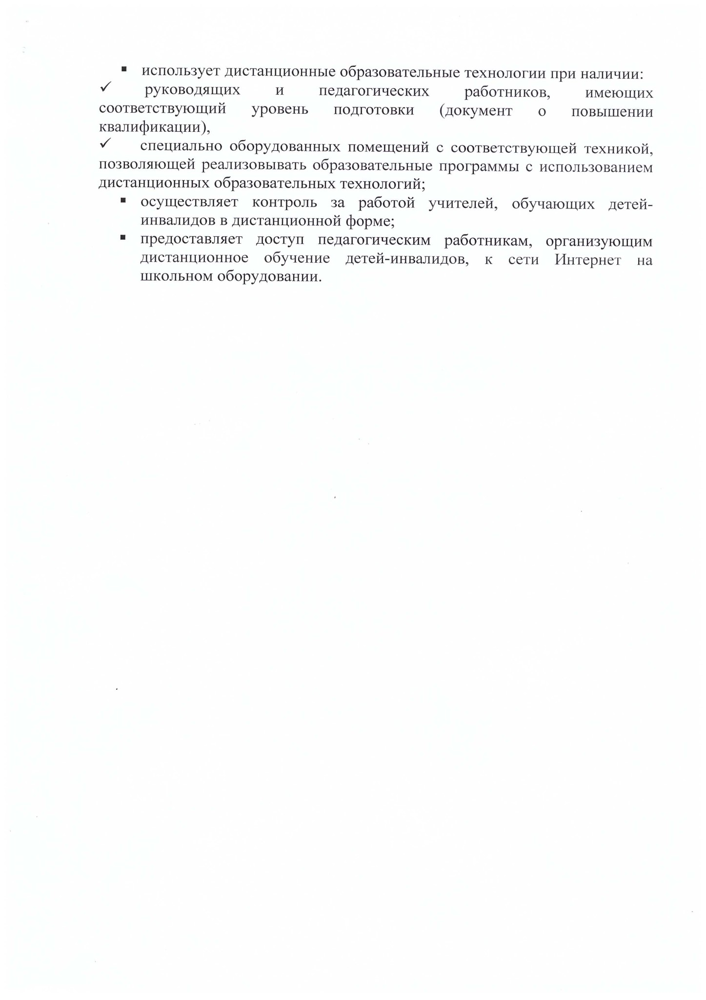 ▪ использует дистанционные образовательные технологии при наличии:
✓ руководящих и педагогических работников, имеющих
соответствующий уровень подготовки (документ о повышении
квалификации),
✓ специально оборудованных помещений с соответствующей техникой,
позволяющей реализовывать образовательные программы с использованием
дистанционных образовательных технологий;
▪ осуществляет контроль за работой учителей, обучающих детей-
инвалидов в дистанционной форме;
▪ предоставляет доступ педагогическим работникам, организующим
дистанционное обучение детей-инвалидов, к сети Интернет на
школьном оборудовании.